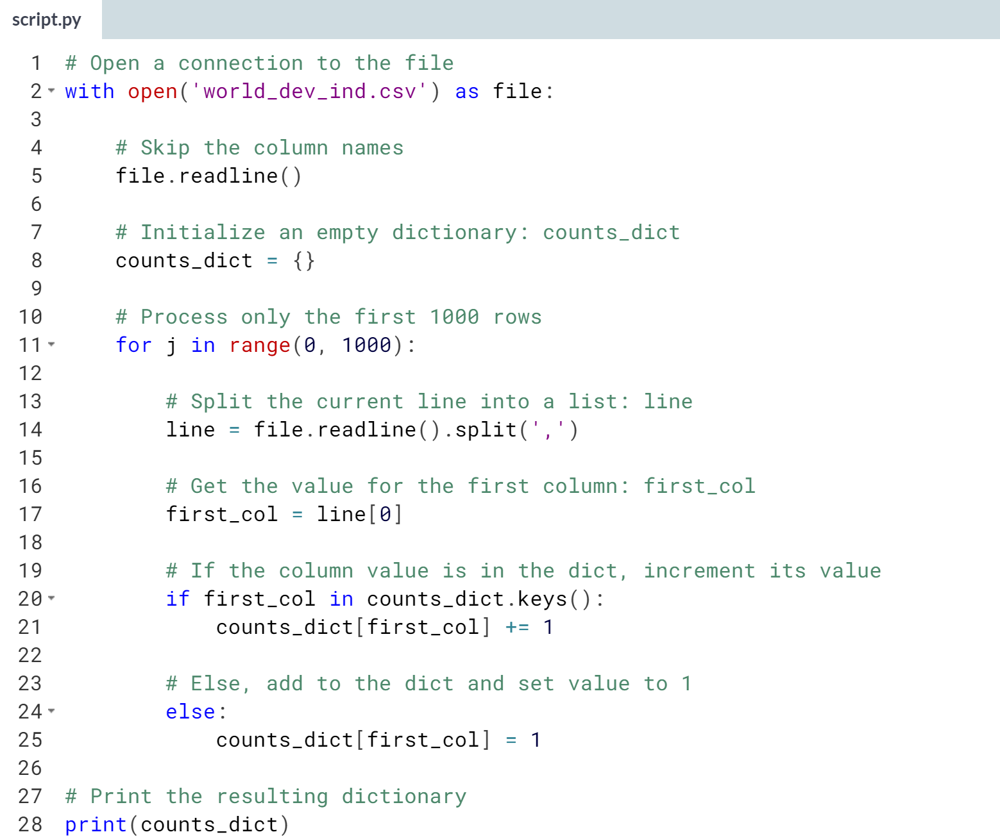 script.py
1 # Open a connection to the file
2 with open('world_dev_ind.csv') as file:
3
4     # Skip the column names
5     file.readline()
6
7     # Initialize an empty dictionary: counts_dict
8     counts_dict = {}
9
10     # Process only the first 1000 rows
11     for j in range(0, 1000):
12
13         # Split the current line into a list: line
14         line = file.readline().split(',')
15
16         # Get the value for the first column: first_col
17         first_col = line[0]
18
19         # If the column value is in the dict, increment its value
20         if first_col in counts_dict.keys():
21             counts_dict[first_col] += 1
22
23         # Else, add to the dict and set value to 1
24         else:
25             counts_dict[first_col] = 1
26
27 # Print the resulting dictionary
28 print(counts_dict)